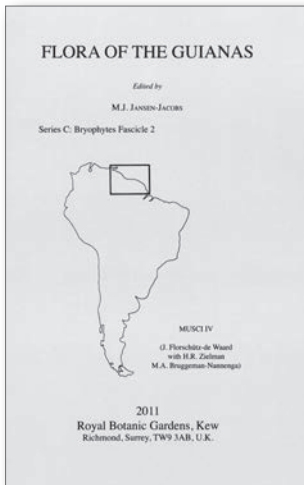 FLORA OF THE GUIANAS
Edited by
M.J. JANSEN-JACOBS
Series C: Bryophytes Fascicle 2
MUSCI IV
(J. Florschütz-de Waard
with H.R. Zielman
M.A. Bruggeman-Nannenga)
2011
Royal Botanic Gardens, Kew
Richmond, Surrey, TW9 3AB, U.K.